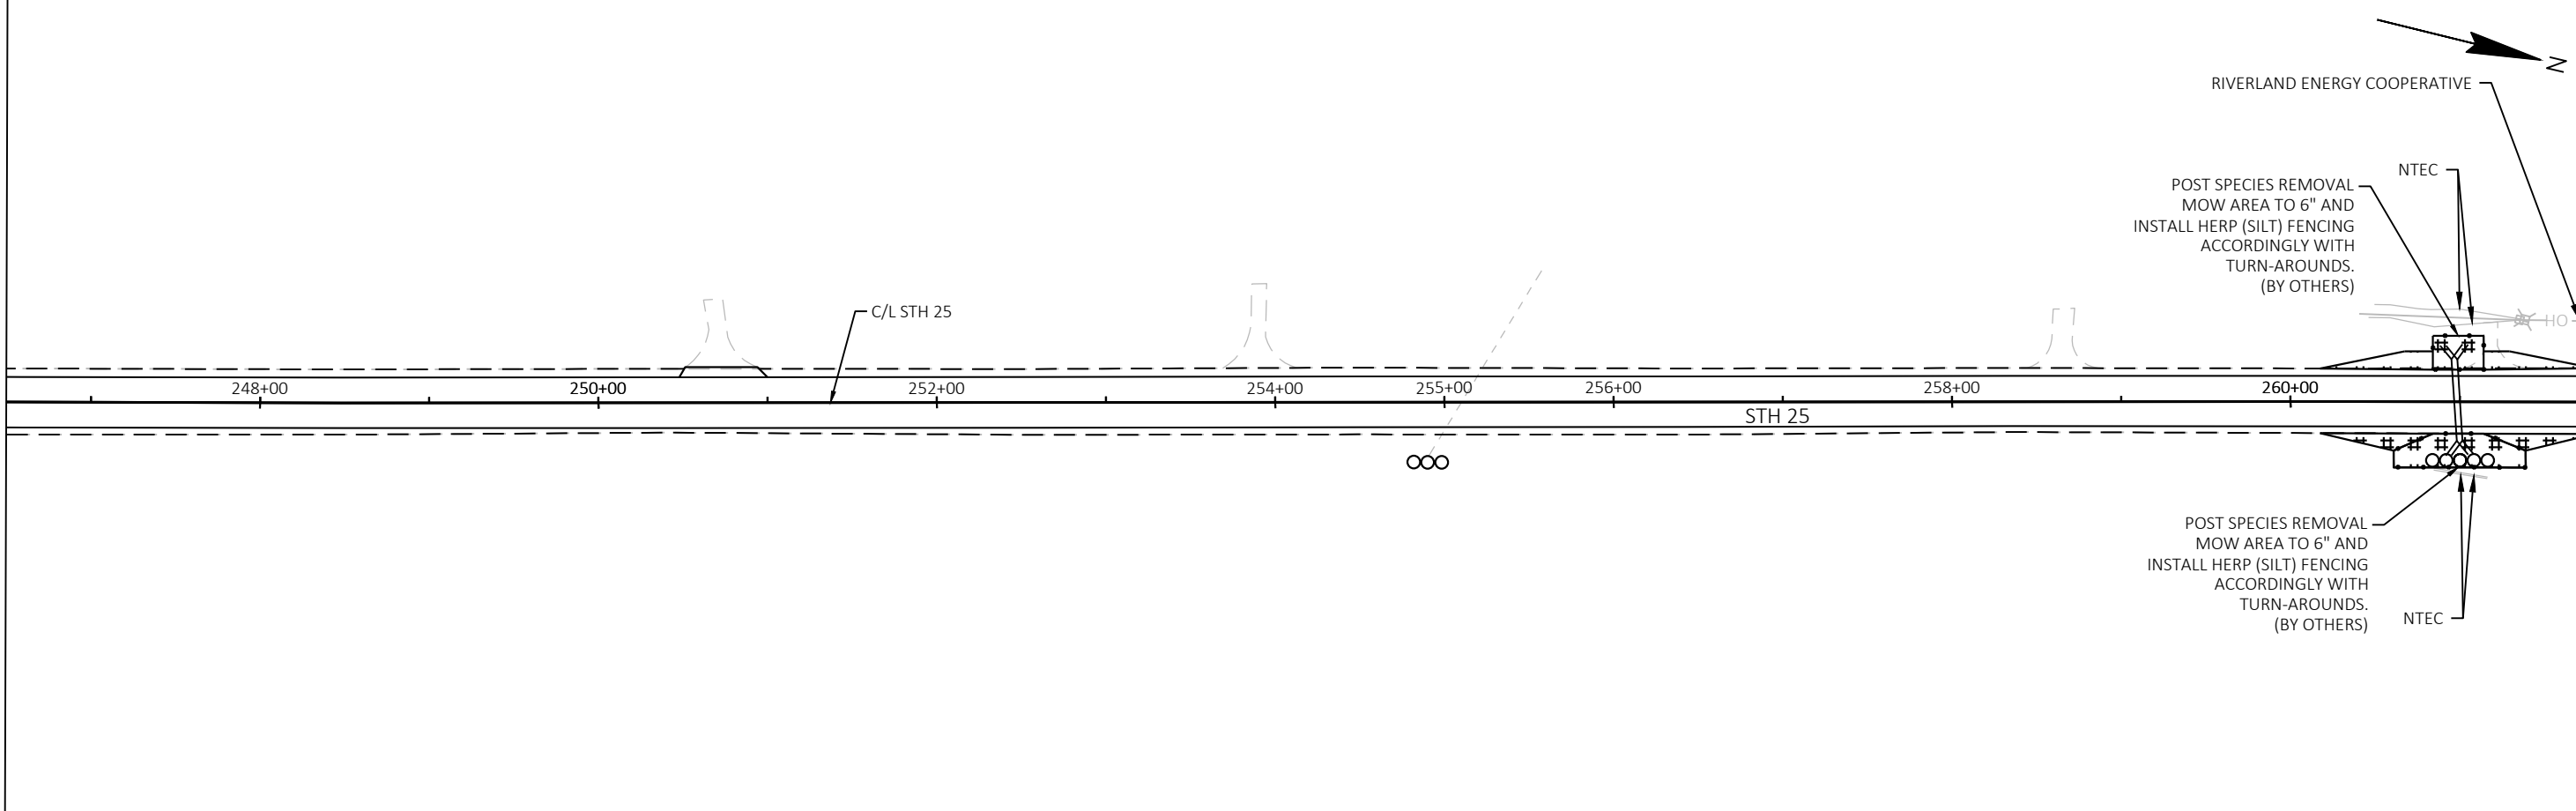 N
RIVERLAND ENERGY COOPERATIVE
NTEC
POST SPECIES REMOVAL
MOW AREA TO 6" AND
INSTALL HERP (SILT) FENCING
ACCORDINGLY WITH
TURN-AROUNDS.
(BY OTHERS)
C/L STH 25
HO
248+00 250+00 252+00 254+00 255+00 256+00 258+00 260+00
STH 25
POST SPECIES REMOVAL
MOW AREA TO 6" AND
INSTALL HERP (SILT) FENCING
ACCORDINGLY WITH
TURN-AROUNDS.
(BY OTHERS)
NTEC